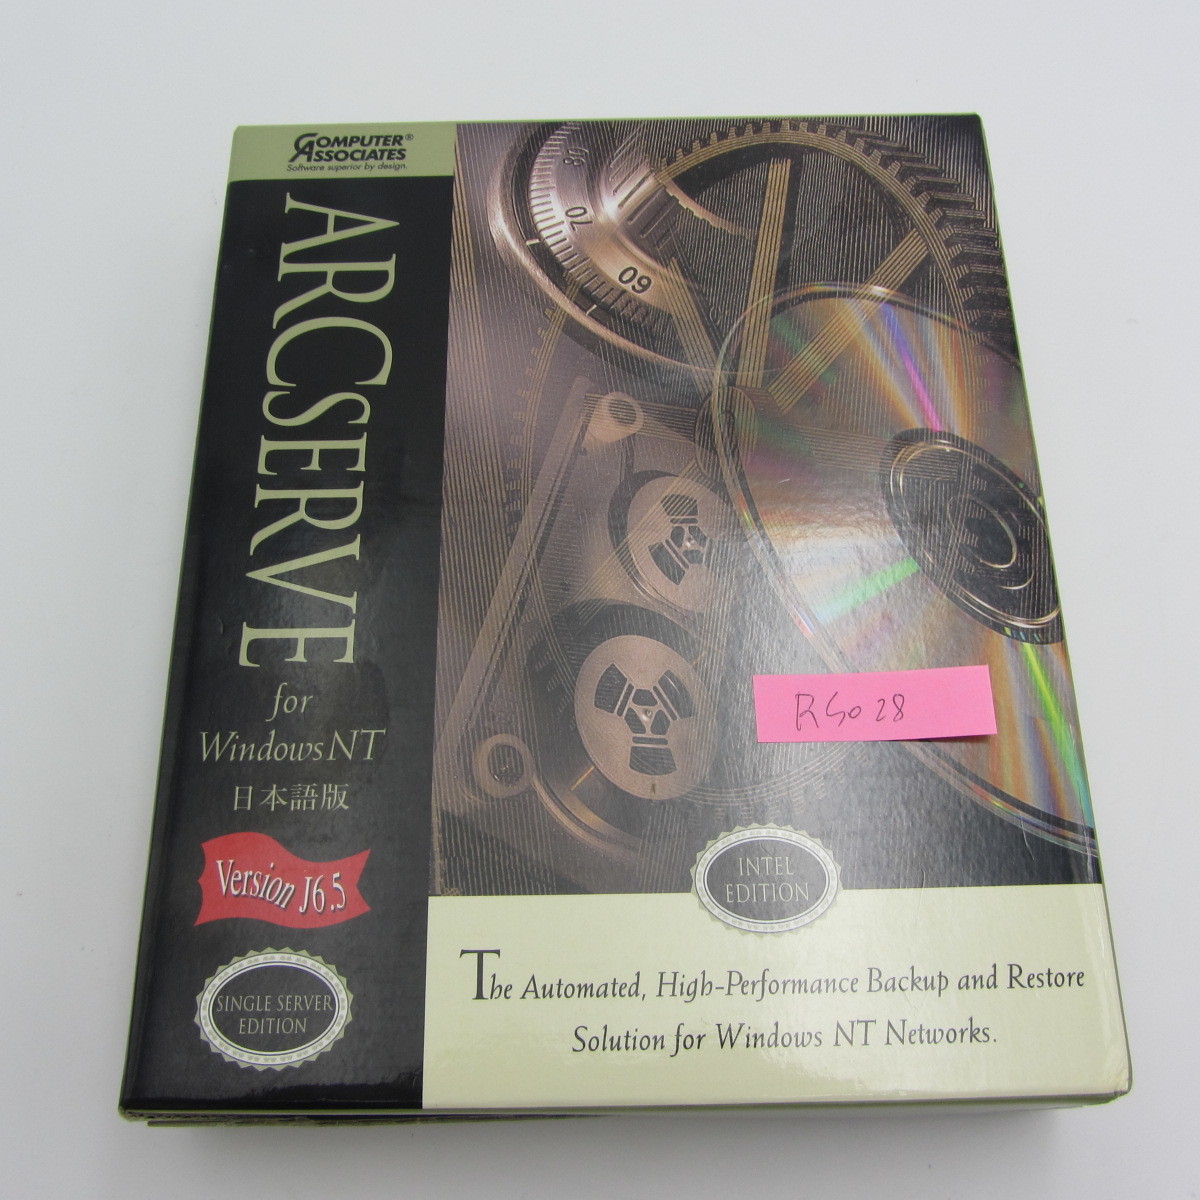 COMPUTER®
ASSOCIATES
Software superior by design.
ARCSERVE
for
Windows NT
日本語版
Version J6.5
SINGLE SERVER
EDITION
80
70
60
RS028
INTEL
EDITION
The Automated, High-Performance Backup and Restore
Solution for Windows NT Networks.